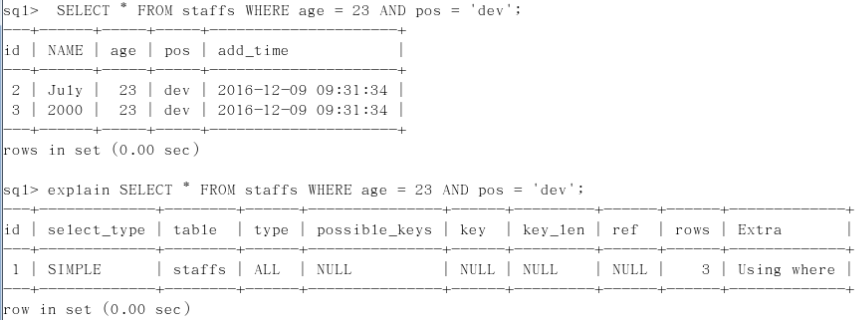 sql> SELECT * FROM staffs WHERE age = 23 AND pos = 'dev';
---+------+-----+-----+---------------------+
id | NAME | age | pos | add_time |
---+------+-----+-----+---------------------+
2 | July | 23 | dev | 2016-12-09 09:31:34 |
3 | 2000 | 23 | dev | 2016-12-09 09:31:34 |
---+------+-----+-----+---------------------+
rows in set (0.00 sec)
sql> explain SELECT * FROM staffs WHERE age = 23 AND pos = 'dev';
---+-------------+--------+------+---------------+------+---------+------+------+-------------+
id | select_type | table | type | possible_keys | key | key_len | ref | rows | Extra |
---+-------------+--------+------+---------------+------+---------+------+------+-------------+
1 | SIMPLE | staffs | ALL | NULL | NULL | NULL | NULL | 3 | Using where |
---+-------------+--------+------+---------------+------+---------+------+------+-------------+
row in set (0.00 sec)